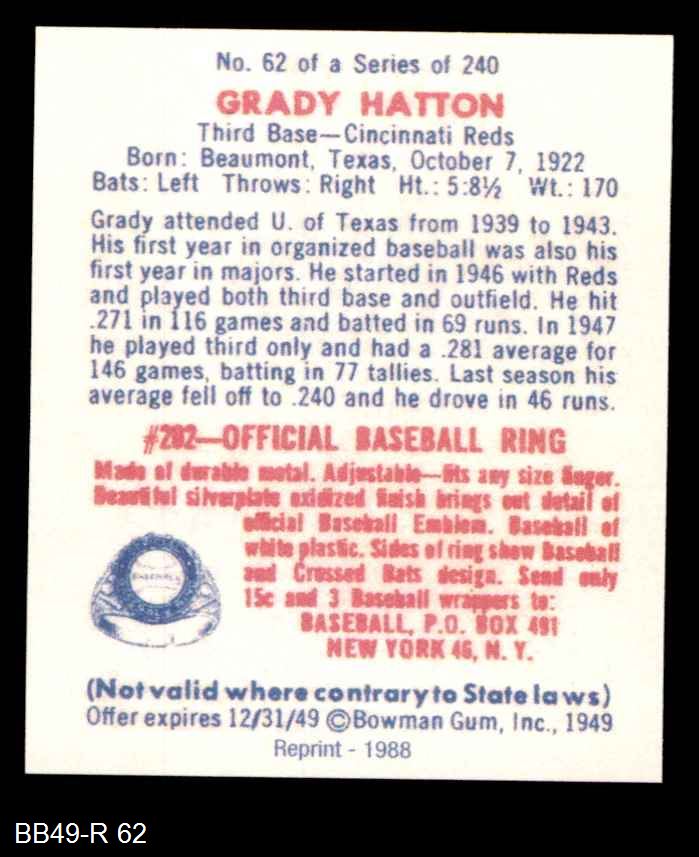 No. 62 of a Series of 240
GRADY HATTON
Third Base—Cincinnati Reds
Born: Beaumont, Texas, October 7, 1922
Bats: Left Throws: Right Ht.: 5:8½ Wt.: 170
Grady attended U. of Texas from 1939 to 1943.
His first year in organized baseball was also his
first year in majors. He started in 1946 with Reds
and played both third base and outfield. He hit
.271 in 116 games and batted in 69 runs. In 1947
he played third only and had a .281 average for
146 games, batting in 77 tallies. Last season his
average fell off to .240 and he drove in 46 runs.
#202—OFFICIAL BASEBALL RING
Made of durable metal. Adjustable—fits any size finger.
Beautiful silverplate oxidized finish brings out detail of
official Baseball Emblem. Baseball of
white plastic. Sides of ring show Baseball
and Crossed Bats design. Send only
15c and 3 Baseball wrappers to:
BASEBALL, P.O. BOX 491
NEW YORK 46, N. Y.
BASEBALL
(Not valid where contrary to State laws)
Offer expires 12/31/49 ©Bowman Gum, Inc., 1949
Reprint - 1988
BB49-R 62